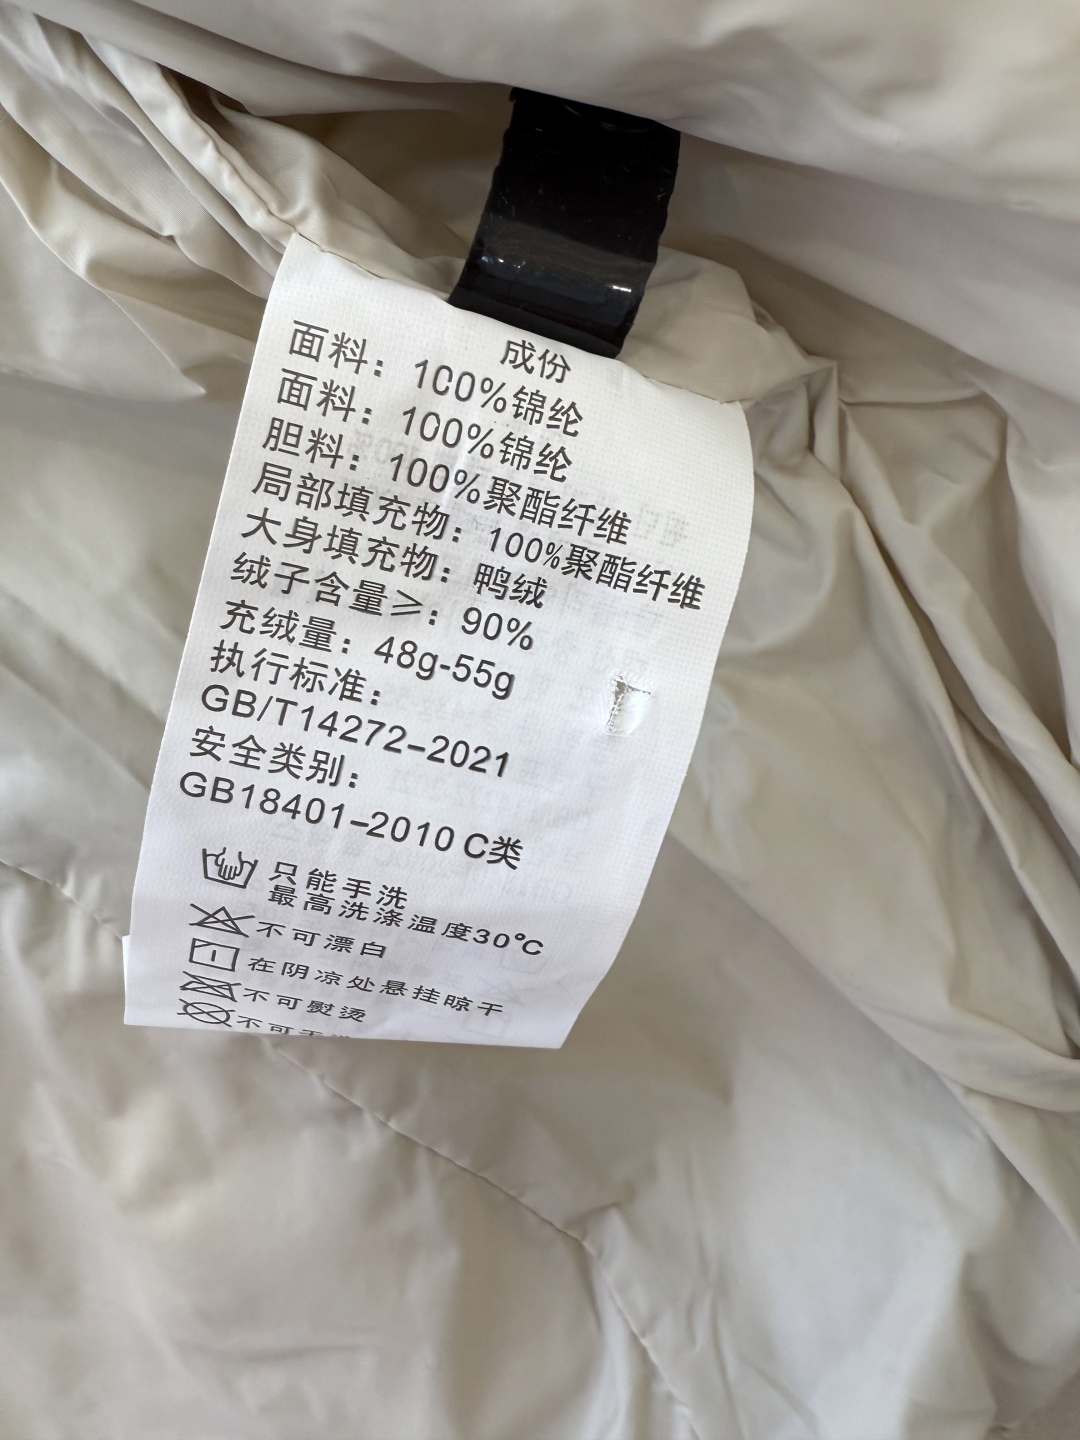 成份
面料：100%锦纶
面料：100%锦纶
胆料：100%聚酯纤维
局部填充物：100%聚酯纤维
大身填充物：鸭绒
绒子含量≥：90%
充绒量：48g-55g
执行标准：
GB/T14272-2021
安全类别：
GB18401-2010 C类
只能手洗
最高洗涤温度30℃
不可漂白
在阴凉处悬挂晾干
不可熨烫
不可干